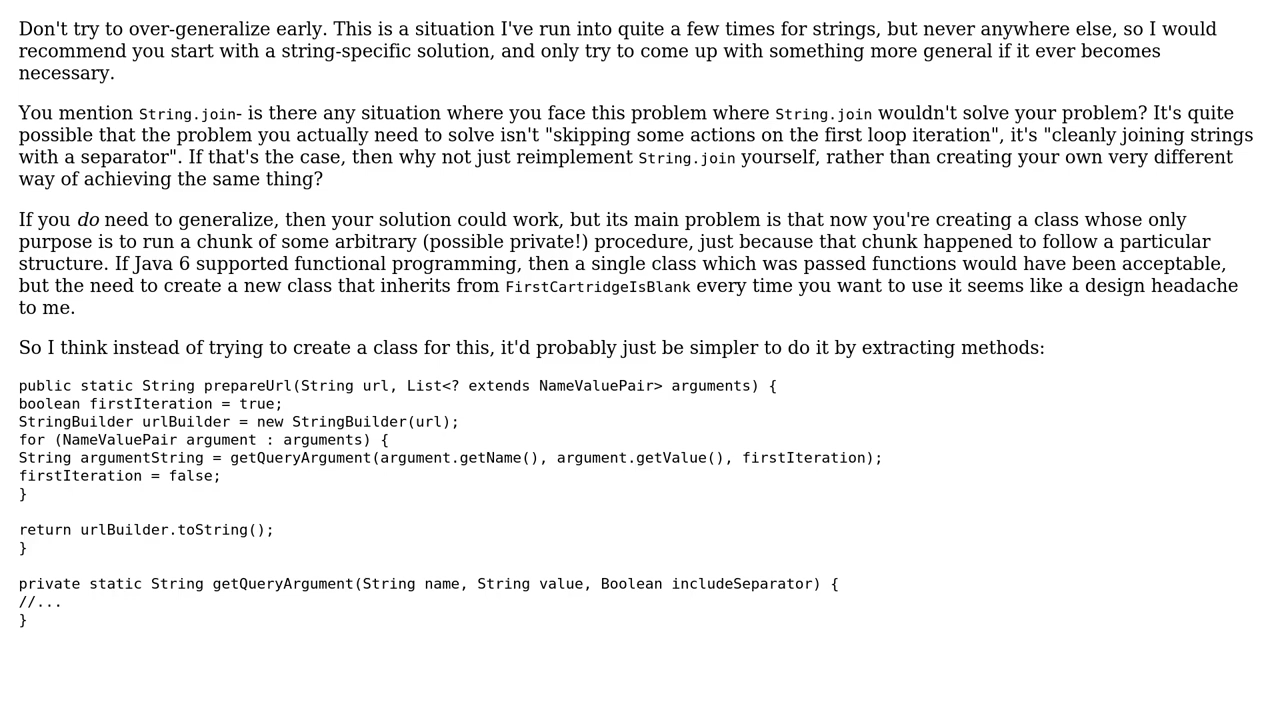 Don't try to over-generalize early. This is a situation I've run into quite a few times for strings, but never anywhere else, so I would
recommend you start with a string-specific solution, and only try to come up with something more general if it ever becomes
necessary.
You mention String.join- is there any situation where you face this problem where String.join wouldn't solve your problem? It's quite
possible that the problem you actually need to solve isn't "skipping some actions on the first loop iteration", it's "cleanly joining strings
with a separator". If that's the case, then why not just reimplement String.join yourself, rather than creating your own very different
way of achieving the same thing?
If you do need to generalize, then your solution could work, but its main problem is that now you're creating a class whose only
purpose is to run a chunk of some arbitrary (possible private!) procedure, just because that chunk happened to follow a particular
structure. If Java 6 supported functional programming, then a single class which was passed functions would have been acceptable,
but the need to create a new class that inherits from FirstCartridgeIsBlank every time you want to use it seems like a design headache
to me.
So I think instead of trying to create a class for this, it'd probably just be simpler to do it by extracting methods:
public static String prepareUrl(String url, List<? extends NameValuePair> arguments) {
boolean firstIteration = true;
StringBuilder urlBuilder = new StringBuilder(url);
for (NameValuePair argument : arguments) {
String argumentString = getQueryArgument(argument.getName(), argument.getValue(), firstIteration);
firstIteration = false;
}
return urlBuilder.toString();
}
private static String getQueryArgument(String name, String value, Boolean includeSeparator) {
//...
}